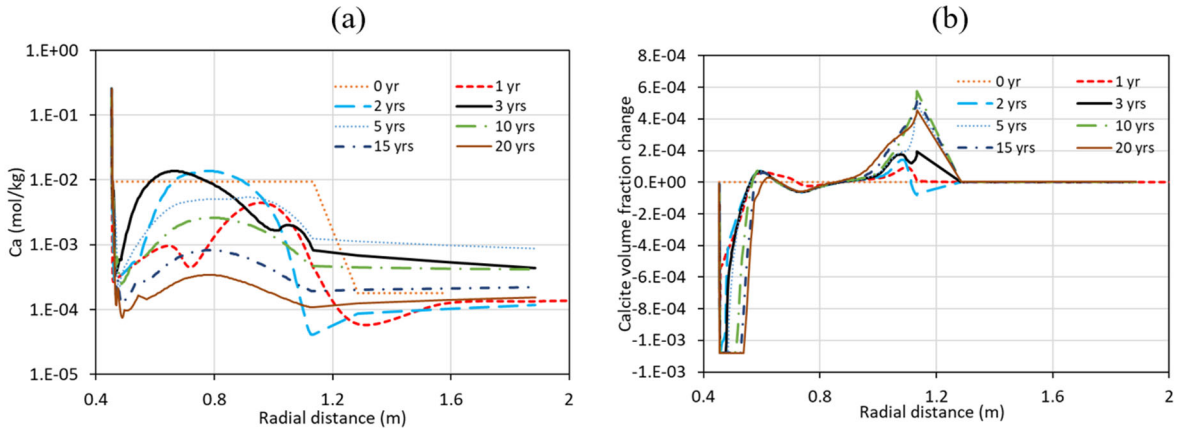 (a)
1.E+00
1.E-01
1.E-02
1.E-03
1.E-04
1.E-05
Ca (mol/kg)
0 yr 1 yr
2 yrs 3 yrs
5 yrs 10 yrs
15 yrs 20 yrs
0.4 0.8 1.2 1.6 2
Radial distance (m)
(b)
8.E-04
6.E-04
4.E-04
2.E-04
0.E+00
-2.E-04
-4.E-04
-6.E-04
-8.E-04
-1.E-03
-1.E-03
Calcite volume fraction change
0 yr 1 yr
2 yrs 3 yrs
5 yrs 10 yrs
15 yrs 20 yrs
0.4 0.8 1.2 1.6 2
Radial distance (m)